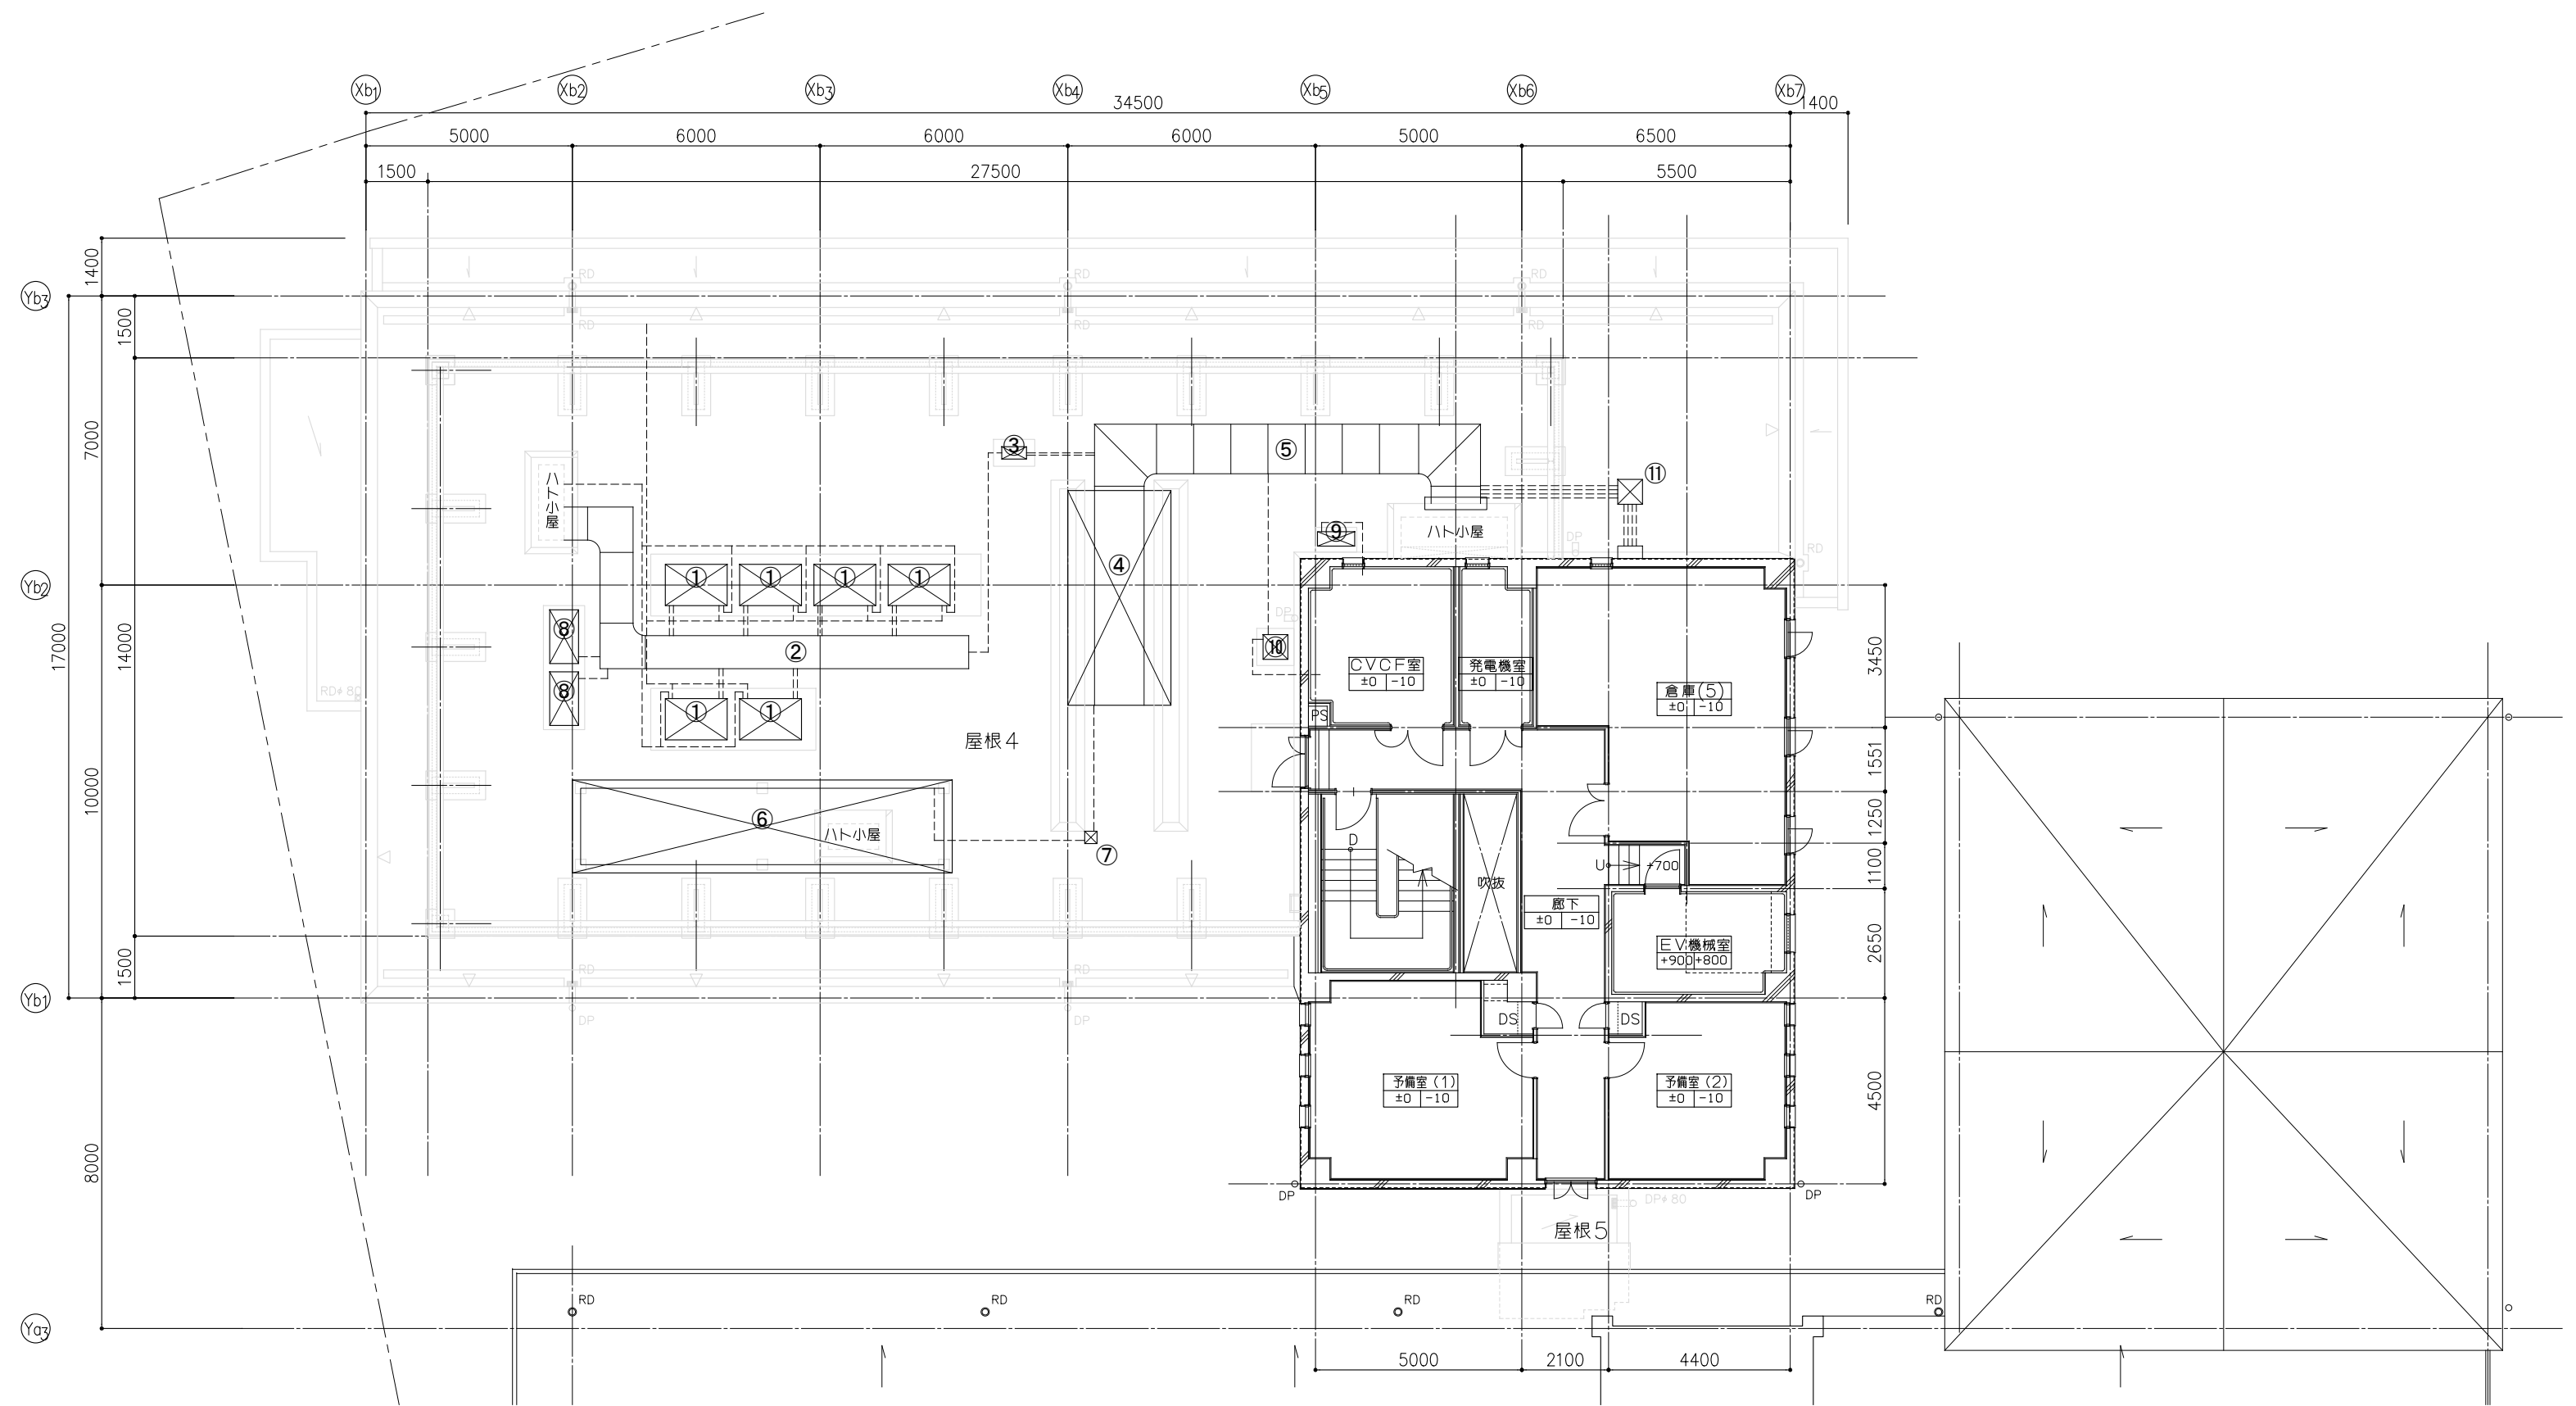 Xb1 Xb2 Xb3 Xb4 Xb5 Xb6 Xb7
34500 1400
5000 6000 6000 6000 5000 6500
1500 27500 5500
1400
RD RD RD
Yb3
1500
RD RD RD
7000
③ ⑤ ⑪
ハト小屋
⑨ ハト小屋 DP RD
④
① ① ① ①
Yb2
DP
⑧ ② ⑩
17000 14000 3450
CVCF室
±0 -10
発電機室
±0 -10
倉庫(5)
±0 -10
RDφ80 ⑧ ① ① PS
屋根4
1551
10000
⑥ ハト小屋 ⑦
1250
D
U +700
1100
吹抜
廊下
±0 -10
EV機械室
+900 +800
2650
1500
Yb1
DP DP DS DS
予備室(1)
±0 -10
予備室(2)
±0 -10
4500
8000
DP DP
DPφ80
屋根5
RD RD RD RD
Ya3
5000 2100 4400